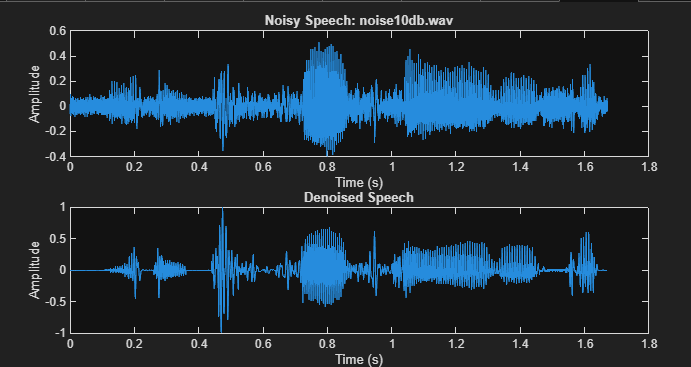 Noisy Speech: noise10db.wav
0.6
0.4
0.2
0
-0.2
-0.4
Amplitude
0 0.2 0.4 0.6 0.8 1 1.2 1.4 1.6 1.8
Time (s)
Denoised Speech
1
0.5
0
-0.5
-1
Amplitude
0 0.2 0.4 0.6 0.8 1 1.2 1.4 1.6 1.8
Time (s)